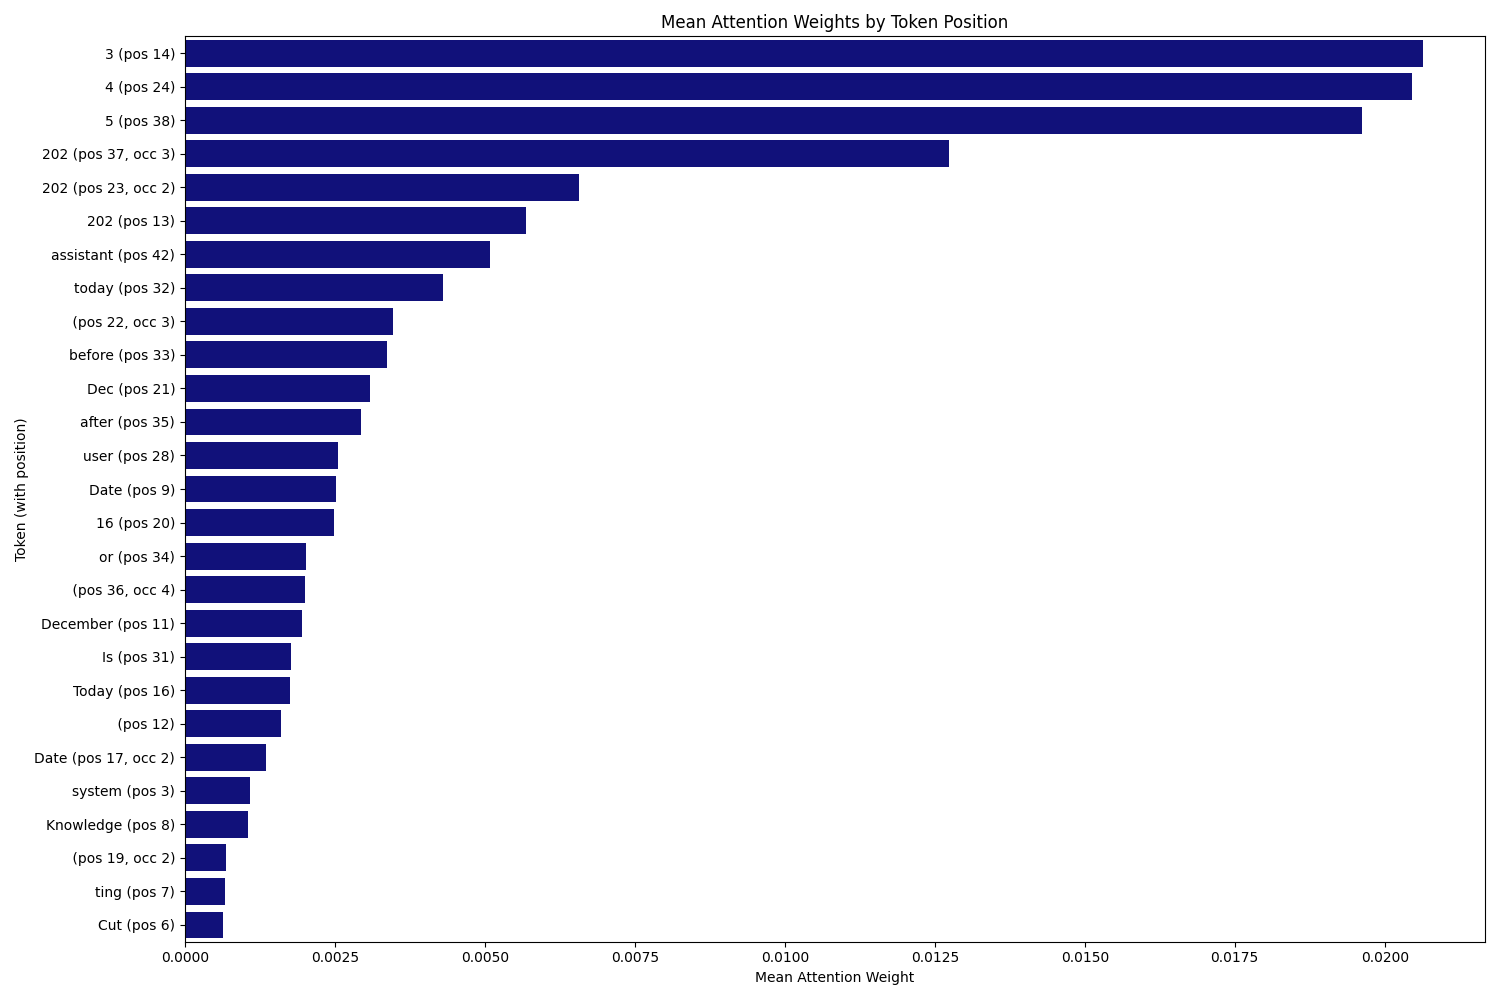 Mean Attention Weights by Token Position
3 (pos 14)
4 (pos 24)
5 (pos 38)
202 (pos 37, occ 3)
202 (pos 23, occ 2)
202 (pos 13)
assistant (pos 42)
today (pos 32)
(pos 22, occ 3)
before (pos 33)
Dec (pos 21)
after (pos 35)
user (pos 28)
Date (pos 9)
16 (pos 20)
or (pos 34)
(pos 36, occ 4)
December (pos 11)
Is (pos 31)
Today (pos 16)
(pos 12)
Date (pos 17, occ 2)
system (pos 3)
Knowledge (pos 8)
(pos 19, occ 2)
ting (pos 7)
Cut (pos 6)
Token (with position)
0.0000 0.0025 0.0050 0.0075 0.0100 0.0125 0.0150 0.0175 0.0200
Mean Attention Weight